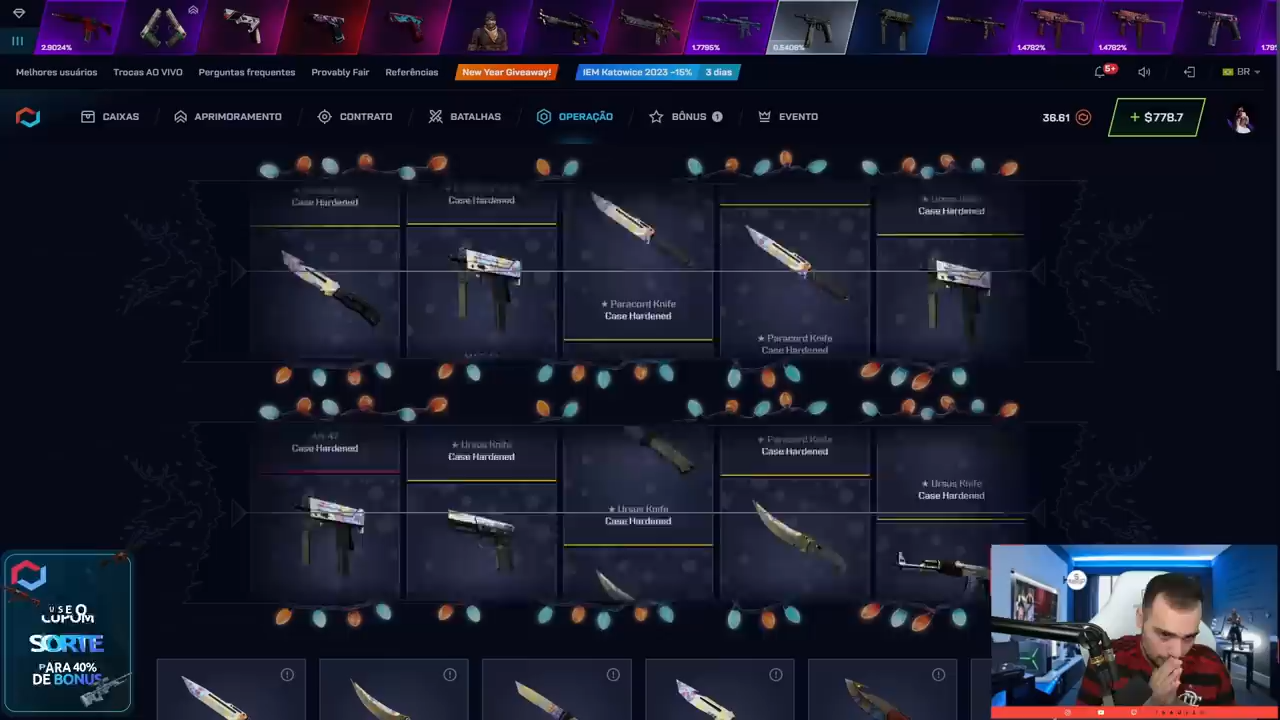 2.9024%
1.7795%
0.5408%
1.4782%
1.4782%
Melhores usuários
Trocas AO VIVO
Perguntas frequentes
Provably Fair
Referências
New Year Giveaway!
IEM Katowice 2023 ~15%
3 dias
5+
BR
CAIXAS
APRIMORAMENTO
CONTRATO
BATALHAS
OPERAÇÃO
BÔNUS 1
EVENTO
36.61
+ $778.7
Case Hardened
Case Hardened
Case Hardened
★ Paracord Knife
Case Hardened
★ Paracord Knife
Case Hardened
Case Hardened
★ Ursus Knife
Case Hardened
★ Ursus Knife
Case Hardened
★ Paracord Knife
Case Hardened
★ Ursus Knife
Case Hardened
USE O
CUPOM
SORTE
PARA 40%
DE BONUS